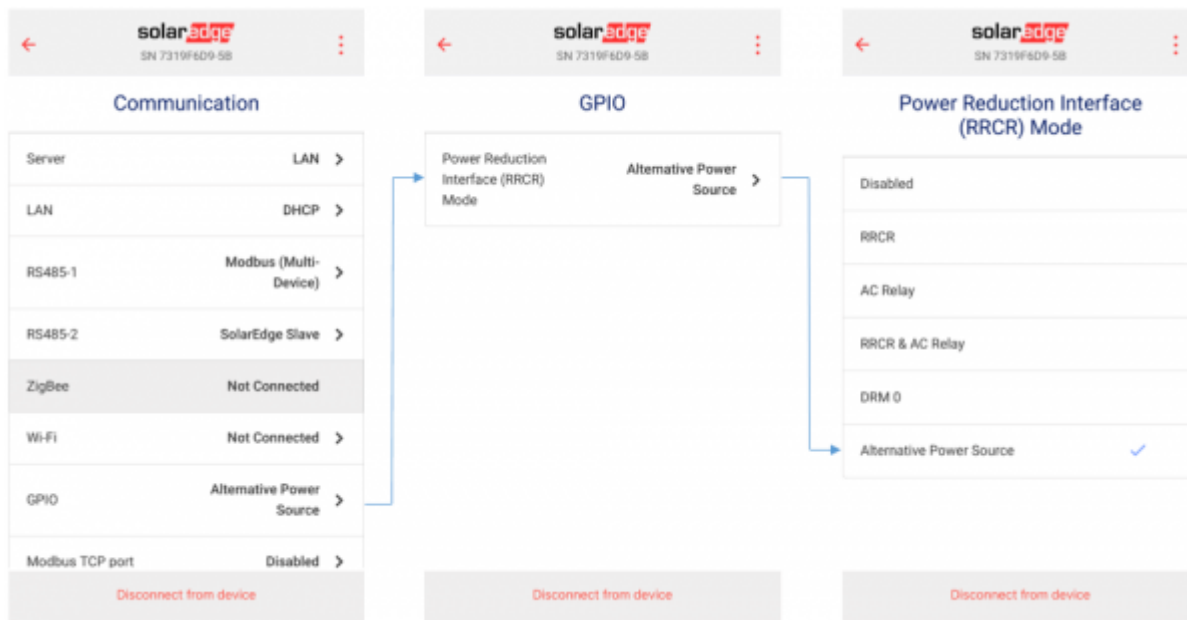 solaredge
SN 7319F6D9-5B
Communication
Server LAN
LAN DHCP
RS485-1 Modbus (Multi-
Device)
RS485-2 SolarEdge Slave
ZigBee Not Connected
Wi-Fi Not Connected
GPIO Alternative Power
Source
Modbus TCP port Disabled
Disconnect from device
solaredge
SN 7319F6D9-5B
GPIO
Power Reduction
Interface (RRCR)
Mode
Alternative Power
Source
Disconnect from device
solaredge
SN 7319F6D9-5B
Power Reduction Interface
(RRCR) Mode
Disabled
RRCR
AC Relay
RRCR & AC Relay
DRM 0
Alternative Power Source
Disconnect from device